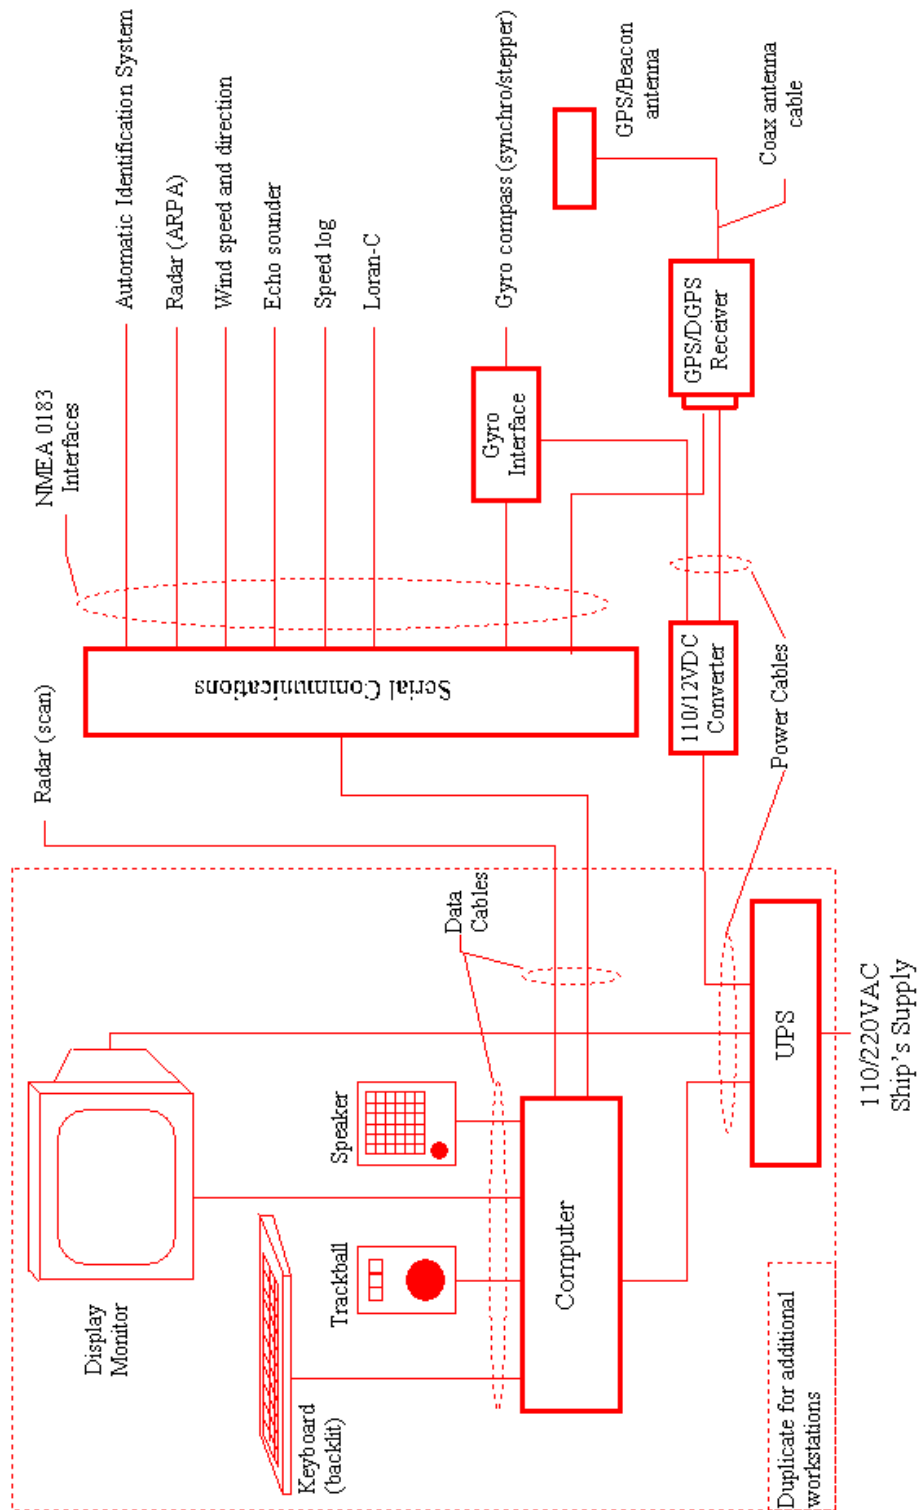 Display
Monitor
Keyboard
(backlit)
Trackball
Speaker
Computer
Data
Cables
Radar (scan)
Serial Communications
NMEA 0183
Interfaces
Automatic Identification System
Radar (ARPA)
Wind speed and direction
Echo sounder
Speed log
Loran-C
Gyro compass (synchro/stepper)
Gyro
Interface
GPS/Beacon
antenna
Coax antenna
cable
GPS/DGPS
Receiver
110/12VDC
Converter
Power Cables
UPS
110/220VAC
Ship's Supply
Duplicate for additional
workstations